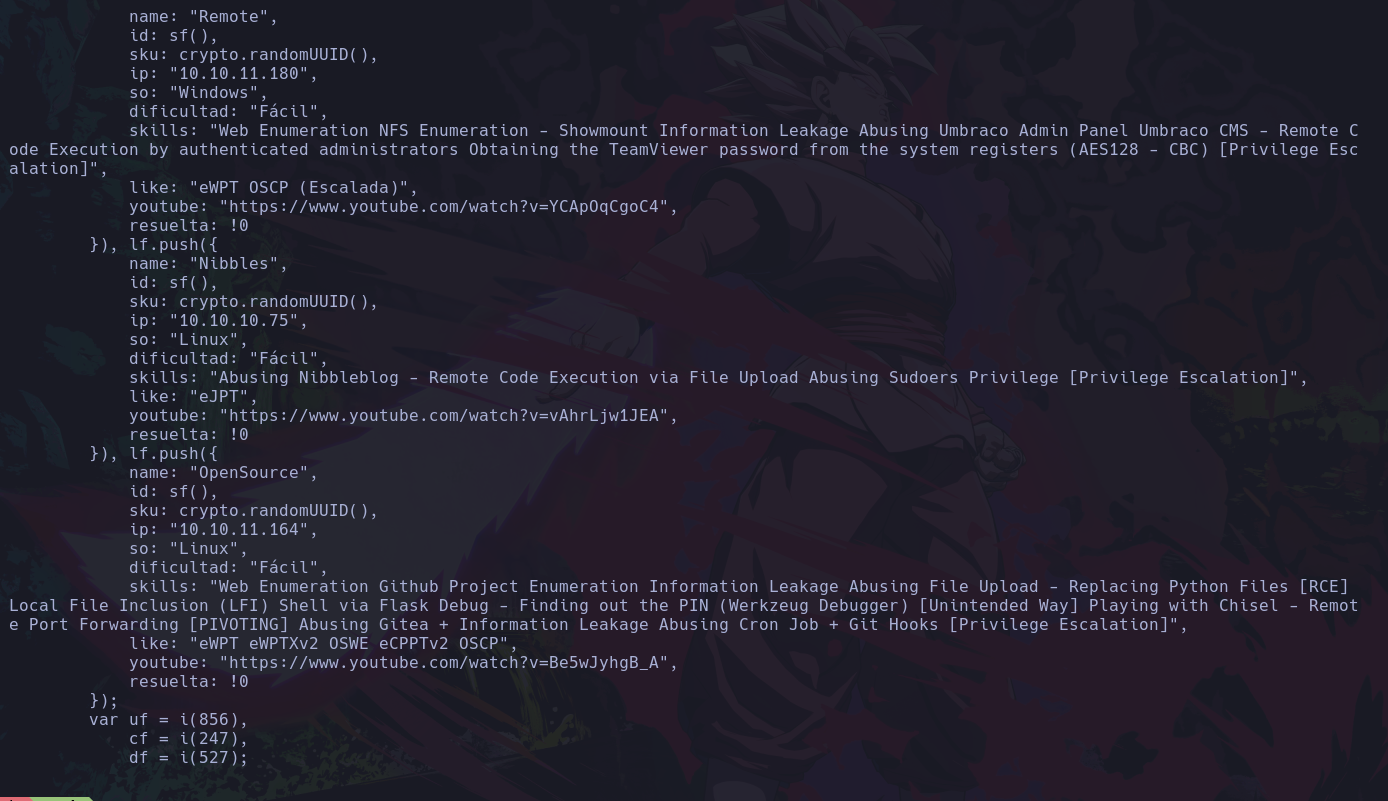 name: "Remote",
id: sf(),
sku: crypto.randomUUID(),
ip: "10.10.11.180",
so: "Windows",
dificultad: "Fácil",
skills: "Web Enumeration NFS Enumeration – Showmount Information Leakage Abusing Umbraco Admin Panel Umbraco CMS – Remote C
ode Execution by authenticated administrators Obtaining the TeamViewer password from the system registers (AES128 – CBC) [Privilege Esc
alation]",
like: "eWPT OSCP (Escalada)",
youtube: "https://www.youtube.com/watch?v=YCApOqCgoC4",
resuelta: !0
}), lf.push({
name: "Nibbles",
id: sf(),
sku: crypto.randomUUID(),
ip: "10.10.10.75",
so: "Linux",
dificultad: "Fácil",
skills: "Abusing Nibbleblog – Remote Code Execution via File Upload Abusing Sudoers Privilege [Privilege Escalation]",
like: "eJPT",
youtube: "https://www.youtube.com/watch?v=vAhrLjw1JEA",
resuelta: !0
}), lf.push({
name: "OpenSource",
id: sf(),
sku: crypto.randomUUID(),
ip: "10.10.11.164",
so: "Linux",
dificultad: "Fácil",
skills: "Web Enumeration Github Project Enumeration Information Leakage Abusing File Upload – Replacing Python Files [RCE]
Local File Inclusion (LFI) Shell via Flask Debug – Finding out the PIN (Werkzeug Debugger) [Unintended Way] Playing with Chisel – Remot
e Port Forwarding [PIVOTING] Abusing Gitea + Information Leakage Abusing Cron Job + Git Hooks [Privilege Escalation]",
like: "eWPT eWPTXv2 OSWE eCPPTv2 OSCP",
youtube: "https://www.youtube.com/watch?v=Be5wJyhgB_A",
resuelta: !0
});
var uf = i(856),
cf = i(247),
df = i(527);